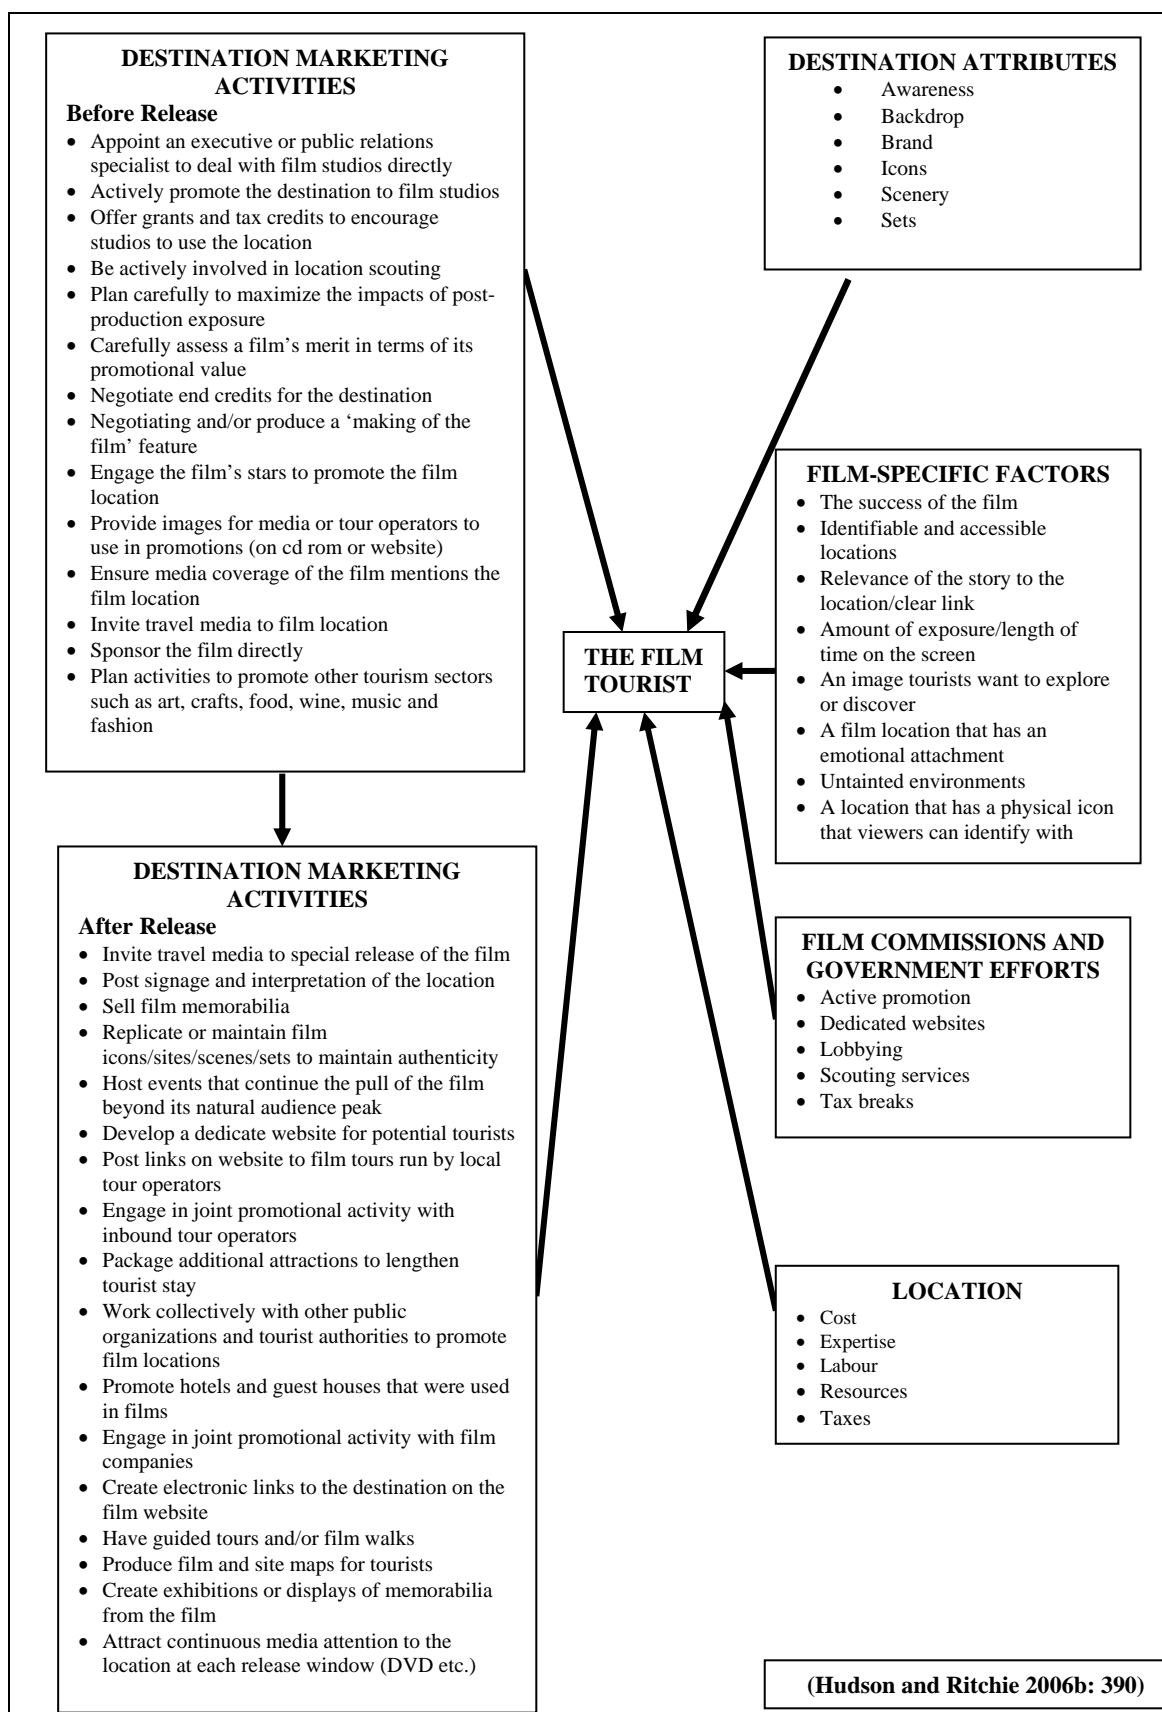 DESTINATION MARKETING
ACTIVITIES
Before Release
• Appoint an executive or public relations
specialist to deal with film studios directly
• Actively promote the destination to film studios
• Offer grants and tax credits to encourage
studios to use the location
• Be actively involved in location scouting
• Plan carefully to maximize the impacts of post-
production exposure
• Carefully assess a film’s merit in terms of its
promotional value
• Negotiate end credits for the destination
• Negotiating and/or produce a ‘making of the
film’ feature
• Engage the film’s stars to promote the film
location
• Provide images for media or tour operators to
use in promotions (on cd rom or website)
• Ensure media coverage of the film mentions the
film location
• Invite travel media to film location
• Sponsor the film directly
• Plan activities to promote other tourism sectors
such as art, crafts, food, wine, music and
fashion
DESTINATION MARKETING
ACTIVITIES
After Release
• Invite travel media to special release of the film
• Post signage and interpretation of the location
• Sell film memorabilia
• Replicate or maintain film
icons/sites/scenes/sets to maintain authenticity
• Host events that continue the pull of the film
beyond its natural audience peak
• Develop a dedicate website for potential tourists
• Post links on website to film tours run by local
tour operators
• Engage in joint promotional activity with
inbound tour operators
• Package additional attractions to lengthen
tourist stay
• Work collectively with other public
organizations and tourist authorities to promote
film locations
• Promote hotels and guest houses that were used
in films
• Engage in joint promotional activity with film
companies
• Create electronic links to the destination on the
film website
• Have guided tours and/or film walks
• Produce film and site maps for tourists
• Create exhibitions or displays of memorabilia
from the film
• Attract continuous media attention to the
location at each release window (DVD etc.)
THE FILM
TOURIST
DESTINATION ATTRIBUTES
• Awareness
• Backdrop
• Brand
• Icons
• Scenery
• Sets
FILM-SPECIFIC FACTORS
• The success of the film
• Identifiable and accessible
locations
• Relevance of the story to the
location/clear link
• Amount of exposure/length of
time on the screen
• An image tourists want to explore
or discover
• A film location that has an
emotional attachment
• Untainted environments
• A location that has a physical icon
that viewers can identify with
FILM COMMISSIONS AND
GOVERNMENT EFFORTS
• Active promotion
• Dedicated websites
• Lobbying
• Scouting services
• Tax breaks
LOCATION
• Cost
• Expertise
• Labour
• Resources
• Taxes
(Hudson and Ritchie 2006b: 390)